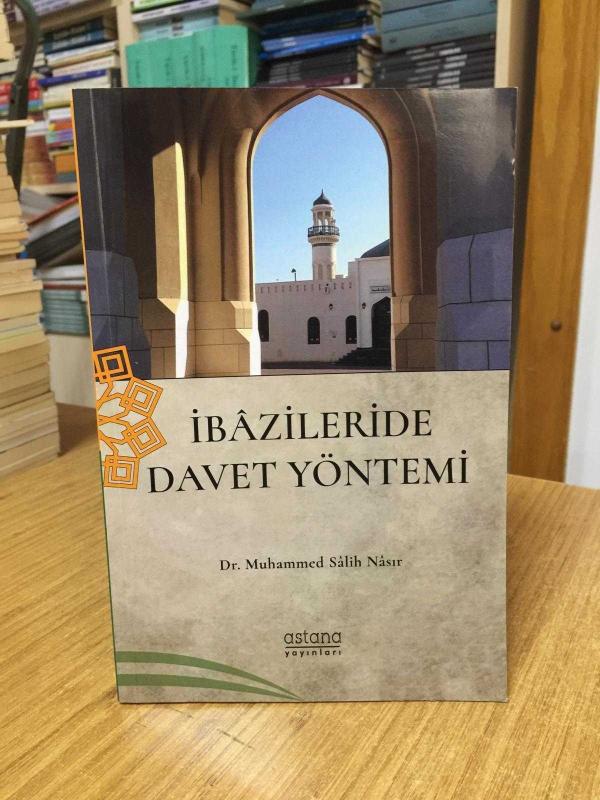 İBÂZİLERİDE
DAVET YÖNTEMİ
Dr. Muhammed Sâlih Nâsır
astana
yayınları